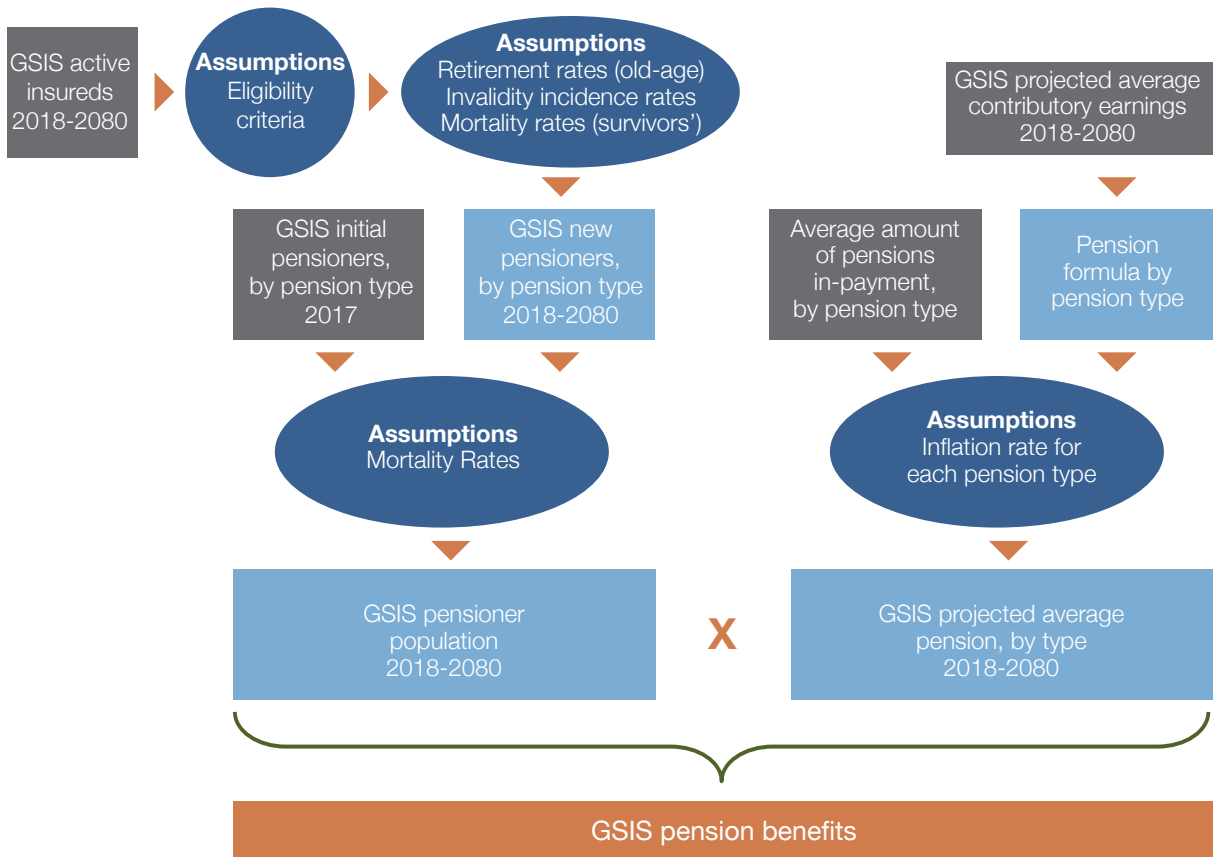 GSIS active
insureds
2018-2080
Assumptions
Eligibility
criteria
Assumptions
Retirement rates (old-age)
Invalidity incidence rates
Mortality rates (survivors’)
GSIS projected average
contributory earnings
2018-2080
GSIS initial
pensioners,
by pension type
2017
GSIS new
pensioners,
by pension type
2018-2080
Average amount
of pensions
in-payment,
by pension type
Pension
formula by
pension type
Assumptions
Mortality Rates
Assumptions
Inflation rate for
each pension type
GSIS pensioner
population
2018-2080
X
GSIS projected average
pension, by type
2018-2080
GSIS pension benefits